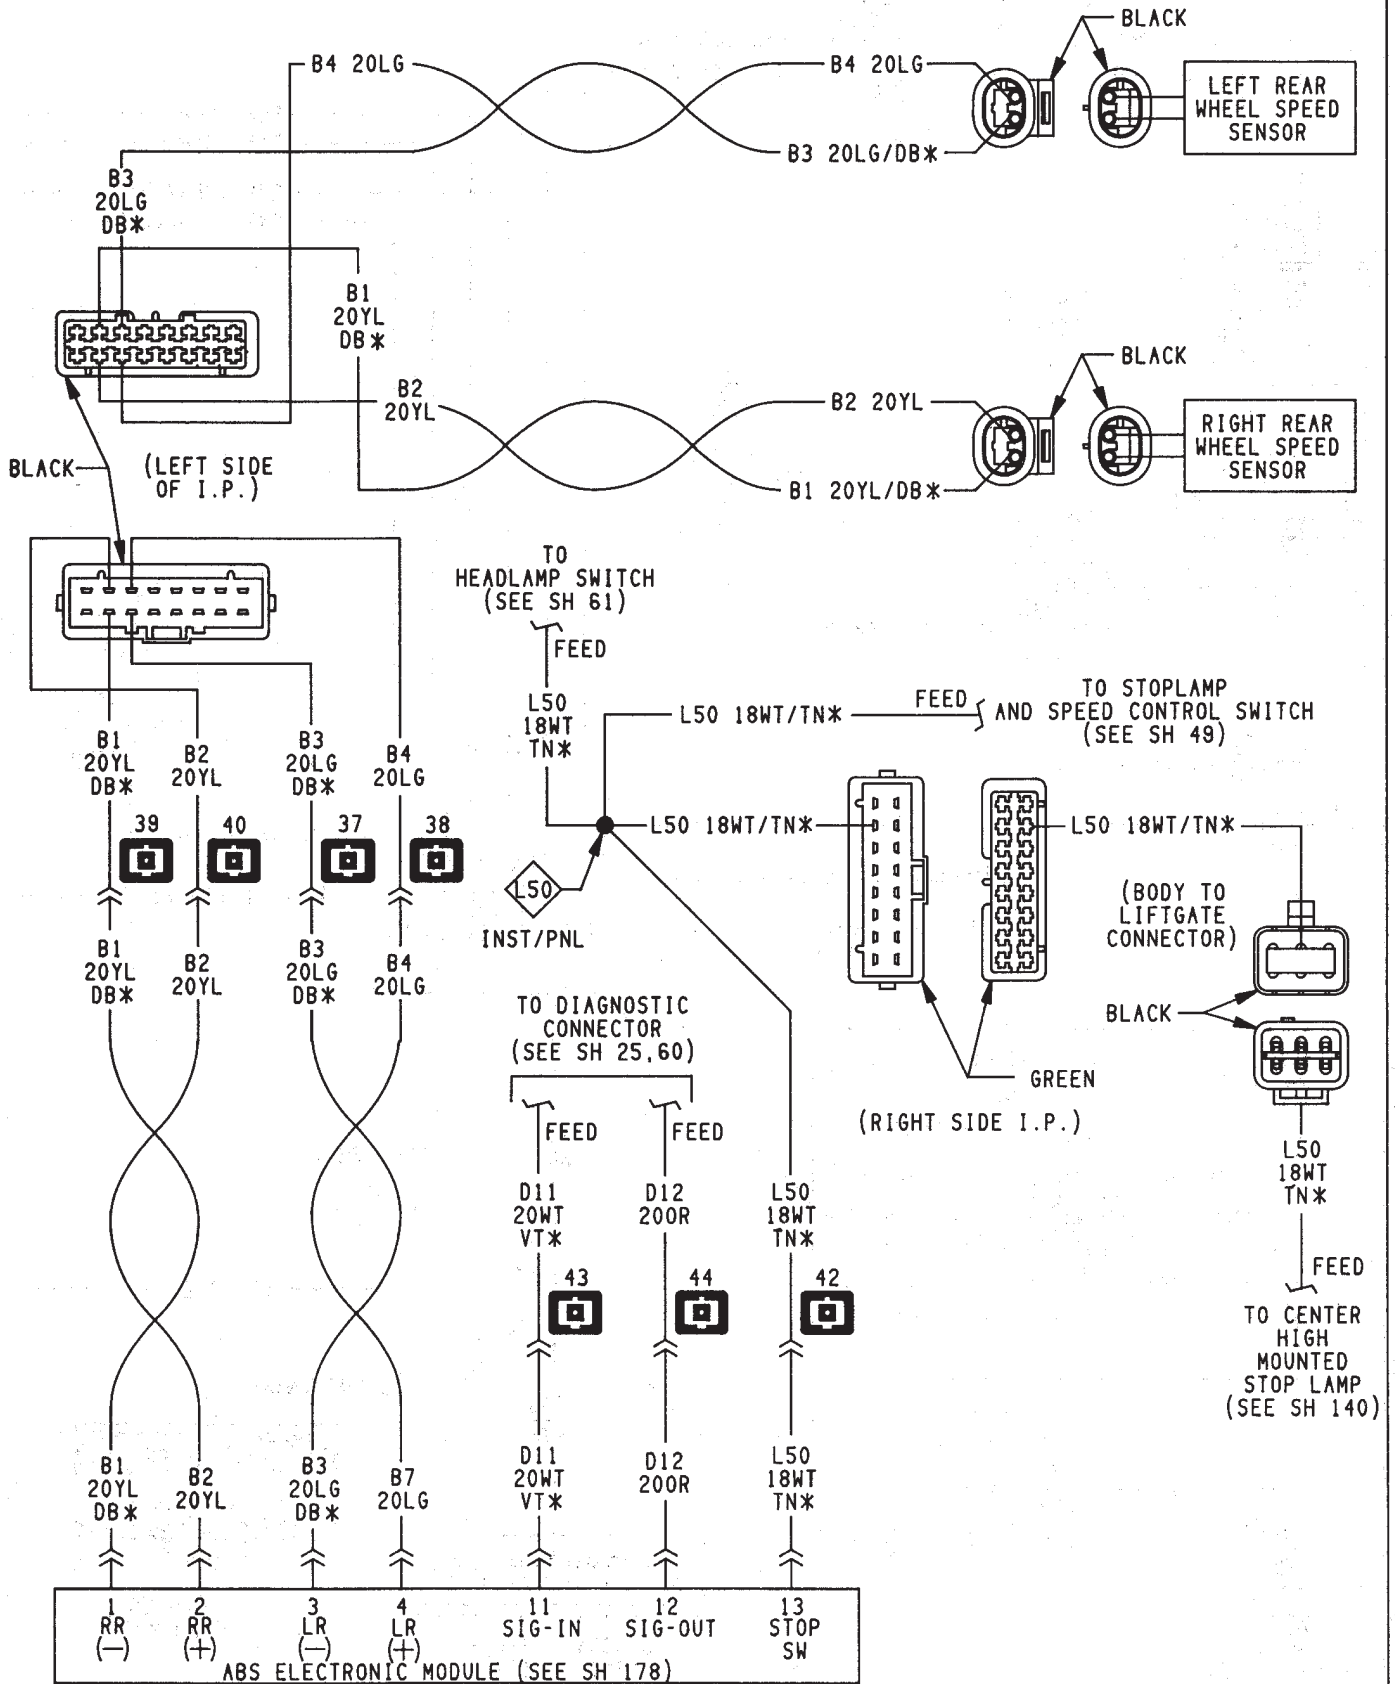 BLACK
B4 20LG
B4 20LG
LEFT REAR
WHEEL SPEED
SENSOR
B3 20LG/DB*
B3
20LG
DB*
B1
20YL
DB*
BLACK
B2
20YL
B2 20YL
RIGHT REAR
WHEEL SPEED
SENSOR
B1 20YL/DB*
BLACK
(LEFT SIDE
OF I.P.)
TO
HEADLAMP SWITCH
(SEE SH 61)
FEED
L50
18WT
TN*
L50 18WT/TN*
FEED
TO STOPLAMP
AND SPEED CONTROL SWITCH
(SEE SH 49)
B1
20YL
DB*
B2
20YL
B3
20LG
DB*
B4
20LG
39
40
37
38
L50 18WT/TN*
L50 18WT/TN*
L50
INST/PNL
(BODY TO
LIFTGATE
CONNECTOR)
B1
20YL
DB*
B2
20YL
B3
20LG
DB*
B4
20LG
TO DIAGNOSTIC
CONNECTOR
(SEE SH 25,60)
BLACK
GREEN
(RIGHT SIDE I.P.)
FEED
FEED
L50
18WT
TN*
D11
20WT
VT*
D12
20OR
L50
18WT
TN*
43
44
42
FEED
TO CENTER
HIGH
MOUNTED
STOP LAMP
(SEE SH 140)
B1
20YL
DB*
B2
20YL
B3
20LG
DB*
B7
20LG
D11
20WT
VT*
D12
20OR
L50
18WT
TN*
1
RR
(—)
2
RR
(+)
3
LR
(—)
4
LR
(+)
11
SIG-IN
12
SIG-OUT
13
STOP
SW
ABS ELECTRONIC MODULE (SEE SH 178)